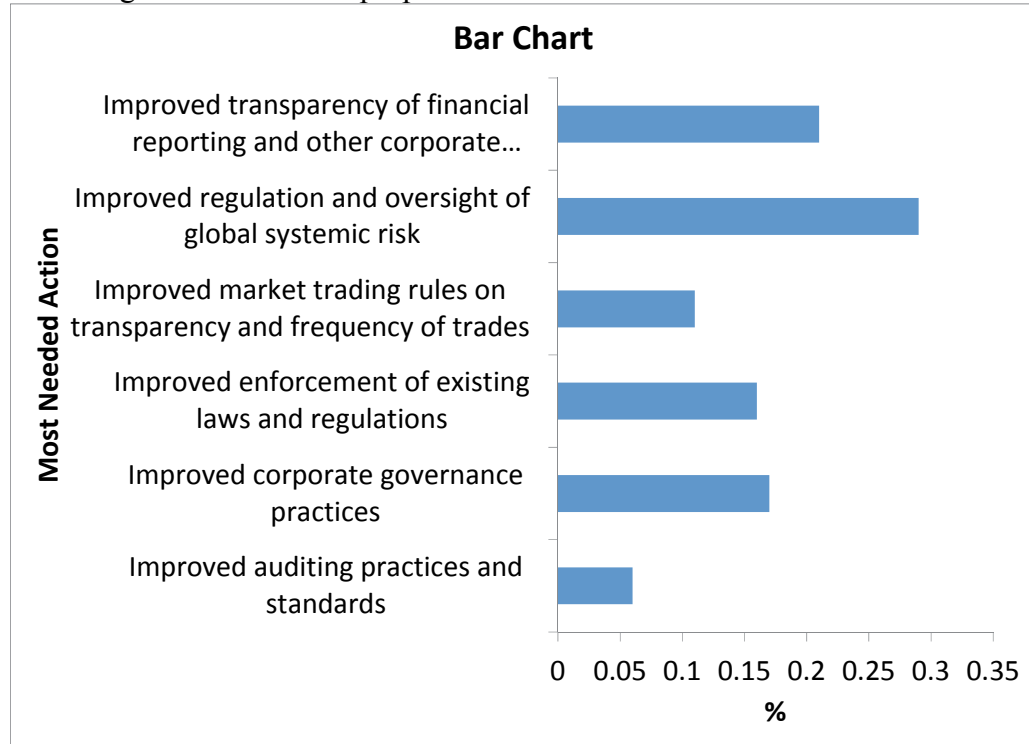 Bar Chart
Improved transparency of financial
reporting and other corporate...
Improved regulation and oversight of
global systemic risk
Improved market trading rules on
transparency and frequency of trades
Improved enforcement of existing
laws and regulations
Improved corporate governance
practices
Improved auditing practices and
standards
Most Needed Action
0 0.05 0.1 0.15 0.2 0.25 0.3 0.35
%